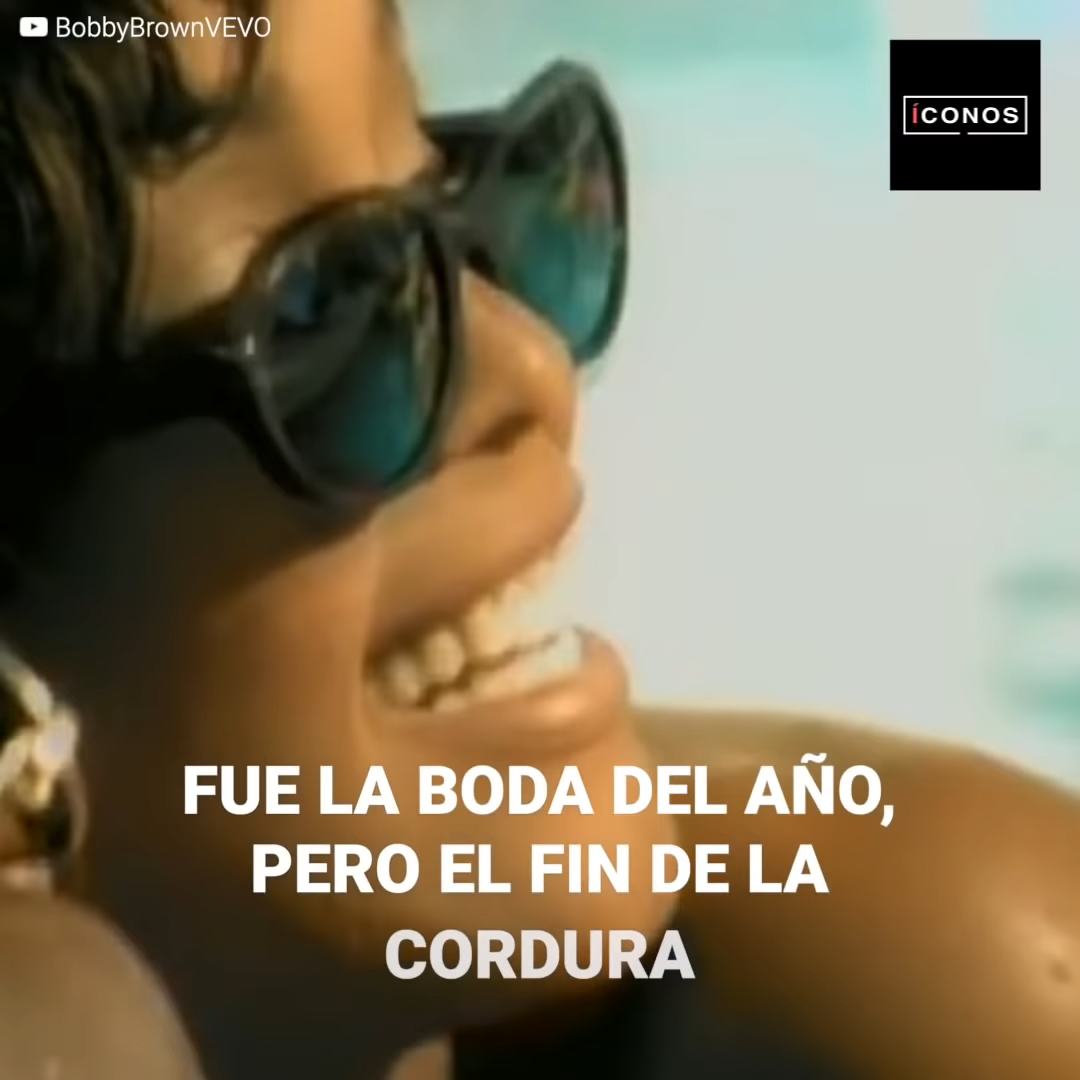 BobbyBrownVEVO
ÍCONOS
FUE LA BODA DEL AÑO,
PERO EL FIN DE LA
CORDURA